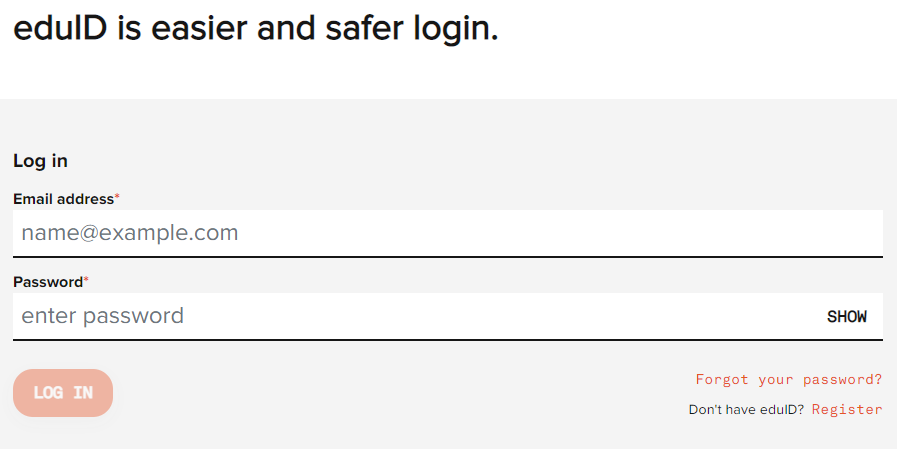 eduID is easier and safer login.
Log in
Email address*
name@example.com
Password*
enter password
SHOW
LOG IN
Forgot your password?
Don't have eduID? Register